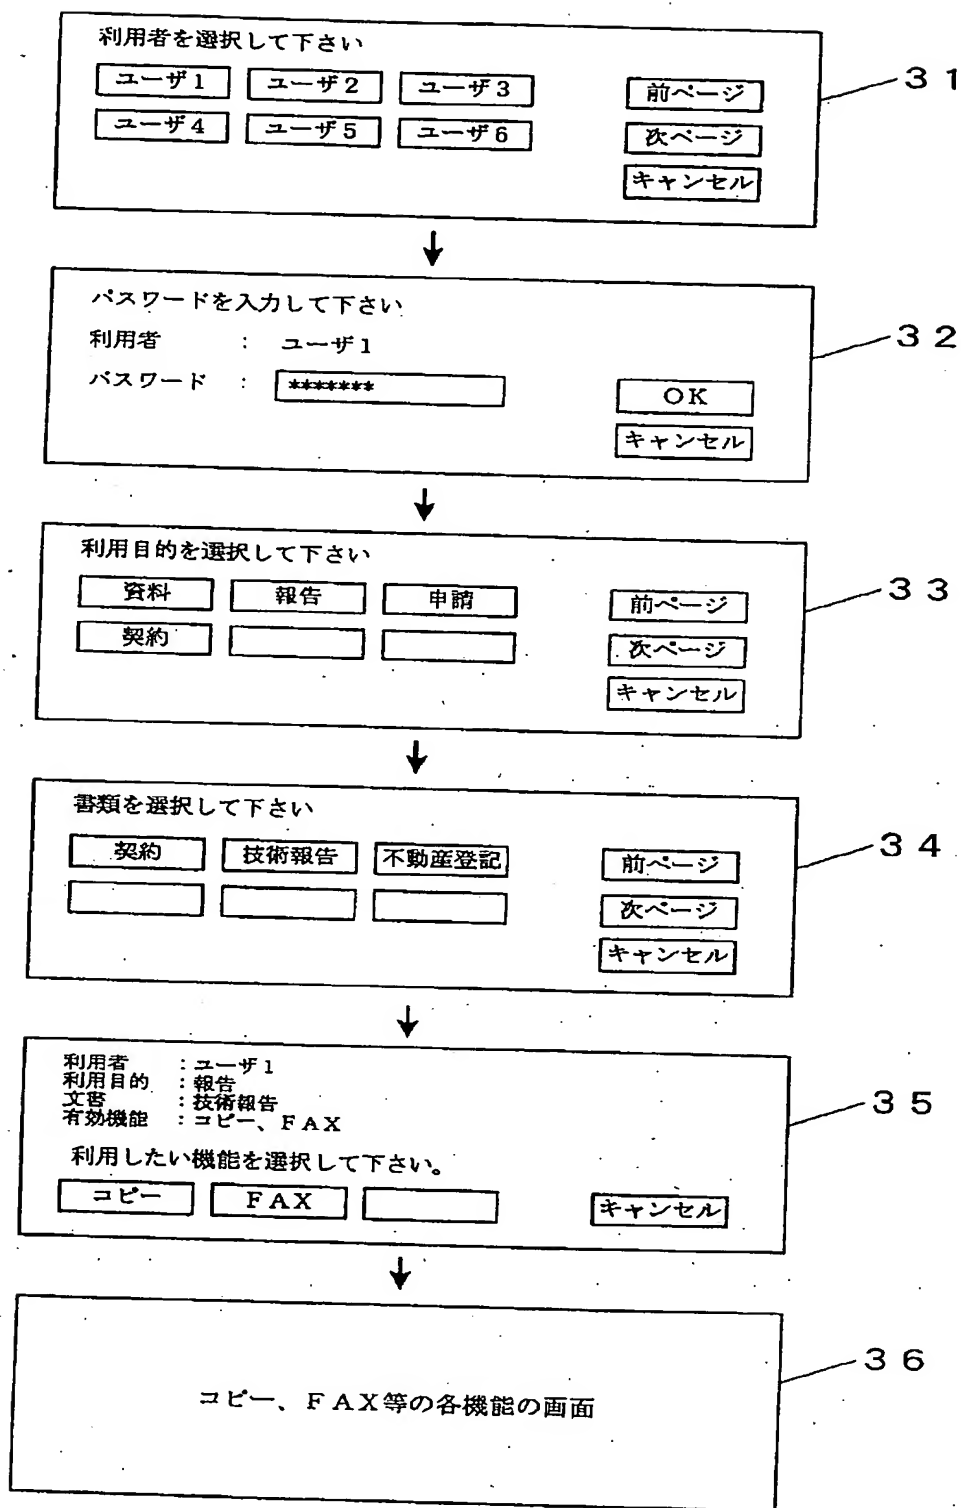 利用者を選択して下さい
ユーザ1 ユーザ2 ユーザ3 前ページ
ユーザ4 ユーザ5 ユーザ6 次ページ
キャンセル
31
パスワードを入力して下さい
利用者 : ユーザ1
パスワード : *******
OK
キャンセル
32
利用目的を選択して下さい
資料 報告 申請 前ページ
契約 次ページ
キャンセル
33
書類を選択して下さい
契約 技術報告 不動産登記 前ページ
次ページ
キャンセル
34
利用者 :ユーザ1
利用目的 :報告
文書 :技術報告
有効機能 :コピー、FAX
利用したい機能を選択して下さい。
コピー FAX キャンセル
35
コピー、FAX等の各機能の画面
36